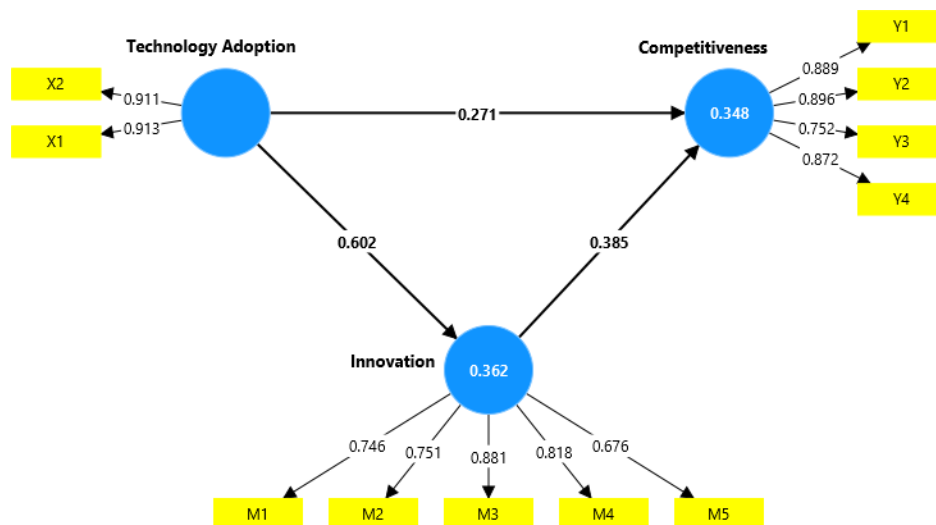 Technology Adoption
Competitiveness
Y1
X2
0.911
0.889
Y2
0.896
0.271
0.348
X1
0.913
0.752
Y3
0.872
Y4
0.602
0.385
Innovation
0.362
0.746
0.751
0.881
0.818
0.676
M1
M2
M3
M4
M5